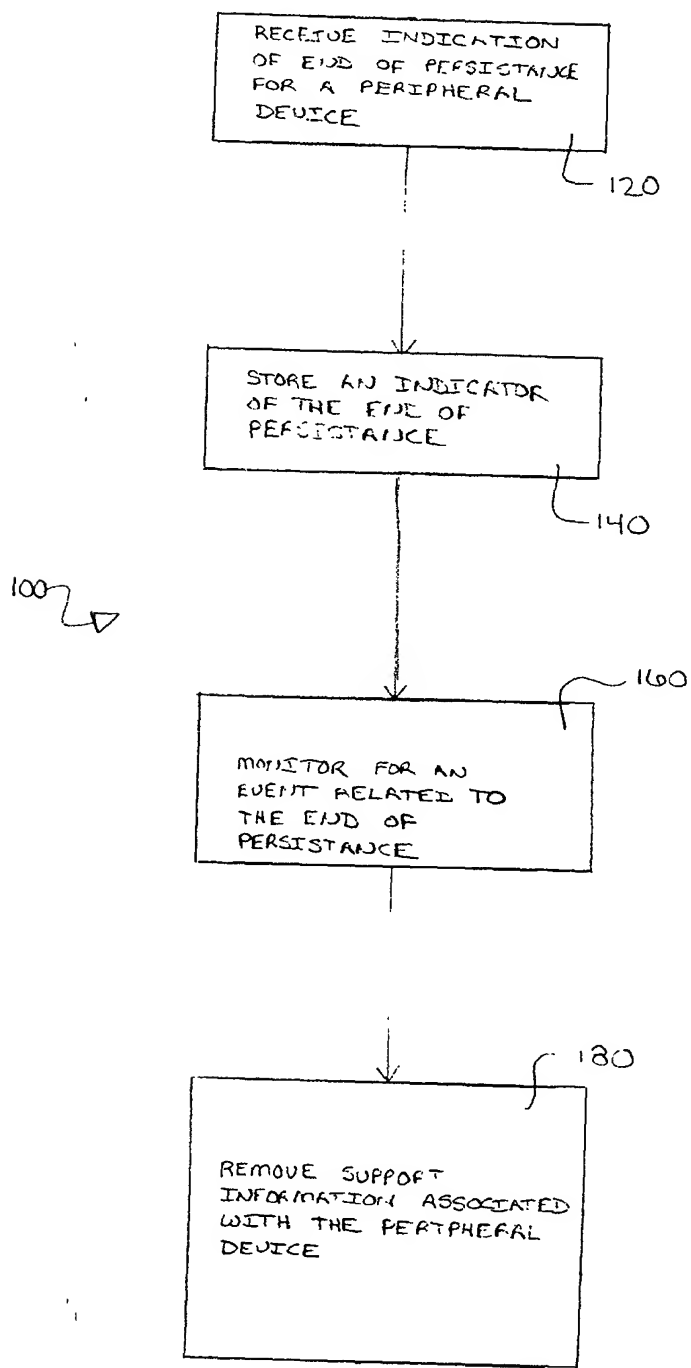 RECEIVE INDICATION
OF END OF PERSISTANCE
FOR A PERIPHERAL
DEVICE
120
STORE AN INDICATOR
OF THE END OF
PERSISTANCE
140
100
160
MONITOR FOR AN
EVENT RELATED TO
THE END OF
PERSISTANCE
180
REMOVE SUPPORT
INFORMATION ASSOCIATED
WITH THE PERIPHERAL
DEVICE